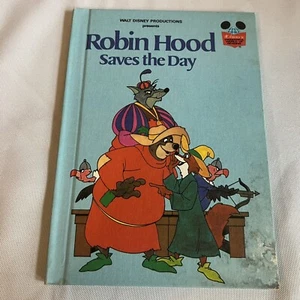 WALT DISNEY PRODUCTIONS
presents
Robin Hood
Saves the Day